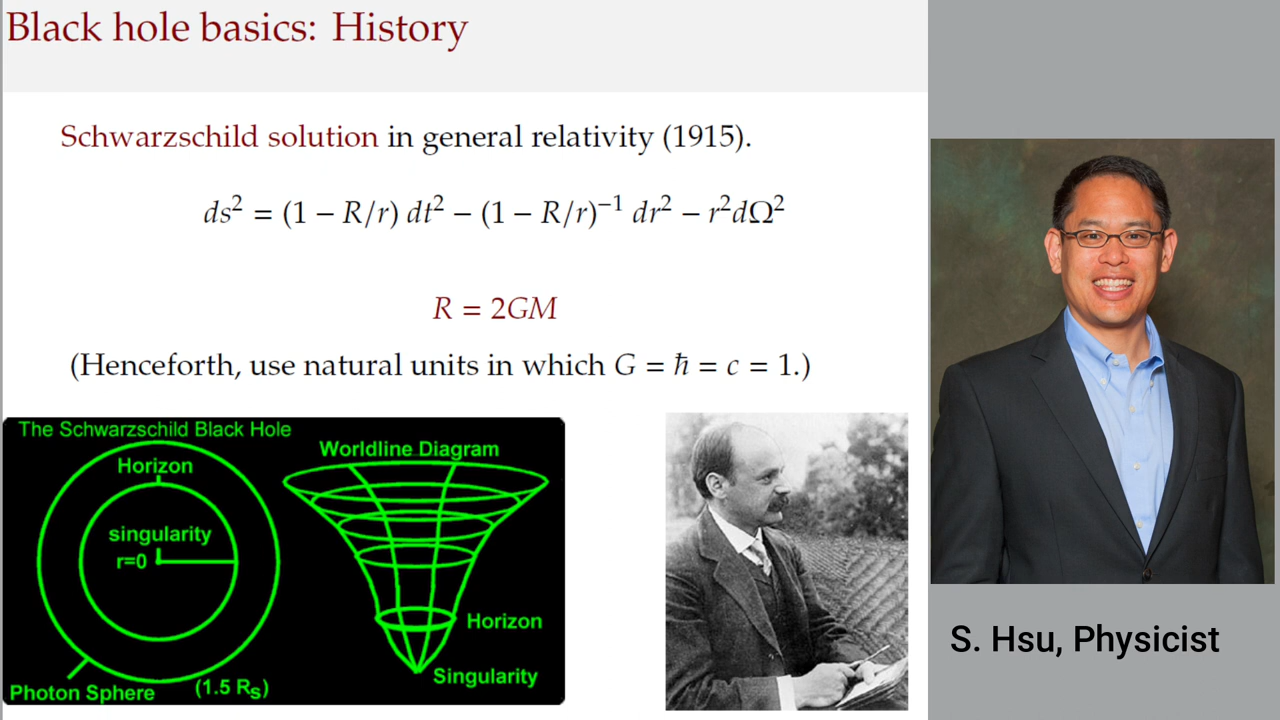 Black hole basics: History
Schwarzschild solution in general relativity (1915).
ds² = (1 − R/r) dt² − (1 − R/r)⁻¹ dr² − r²dΩ²
R = 2GM
(Henceforth, use natural units in which G = ℏ = c = 1.)
The Schwarzschild Black Hole
Horizon
singularity
r=0
Photon Sphere
(1.5 Rₛ)
Worldline Diagram
Horizon
Singularity
S. Hsu, Physicist